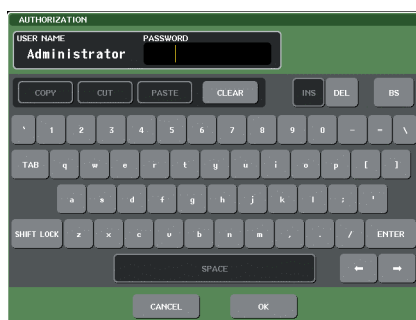 AUTHORIZATION
USER NAME PASSWORD
Administrator
COPY CUT PASTE CLEAR INS DEL BS
` 1 2 3 4 5 6 7 8 9 0 - = \
TAB q w e r t y u i o p [ ]
a s d f g h j k l ; '
SHIFT LOCK z x c v b n m , . / ENTER
SPACE ← →
CANCEL OK